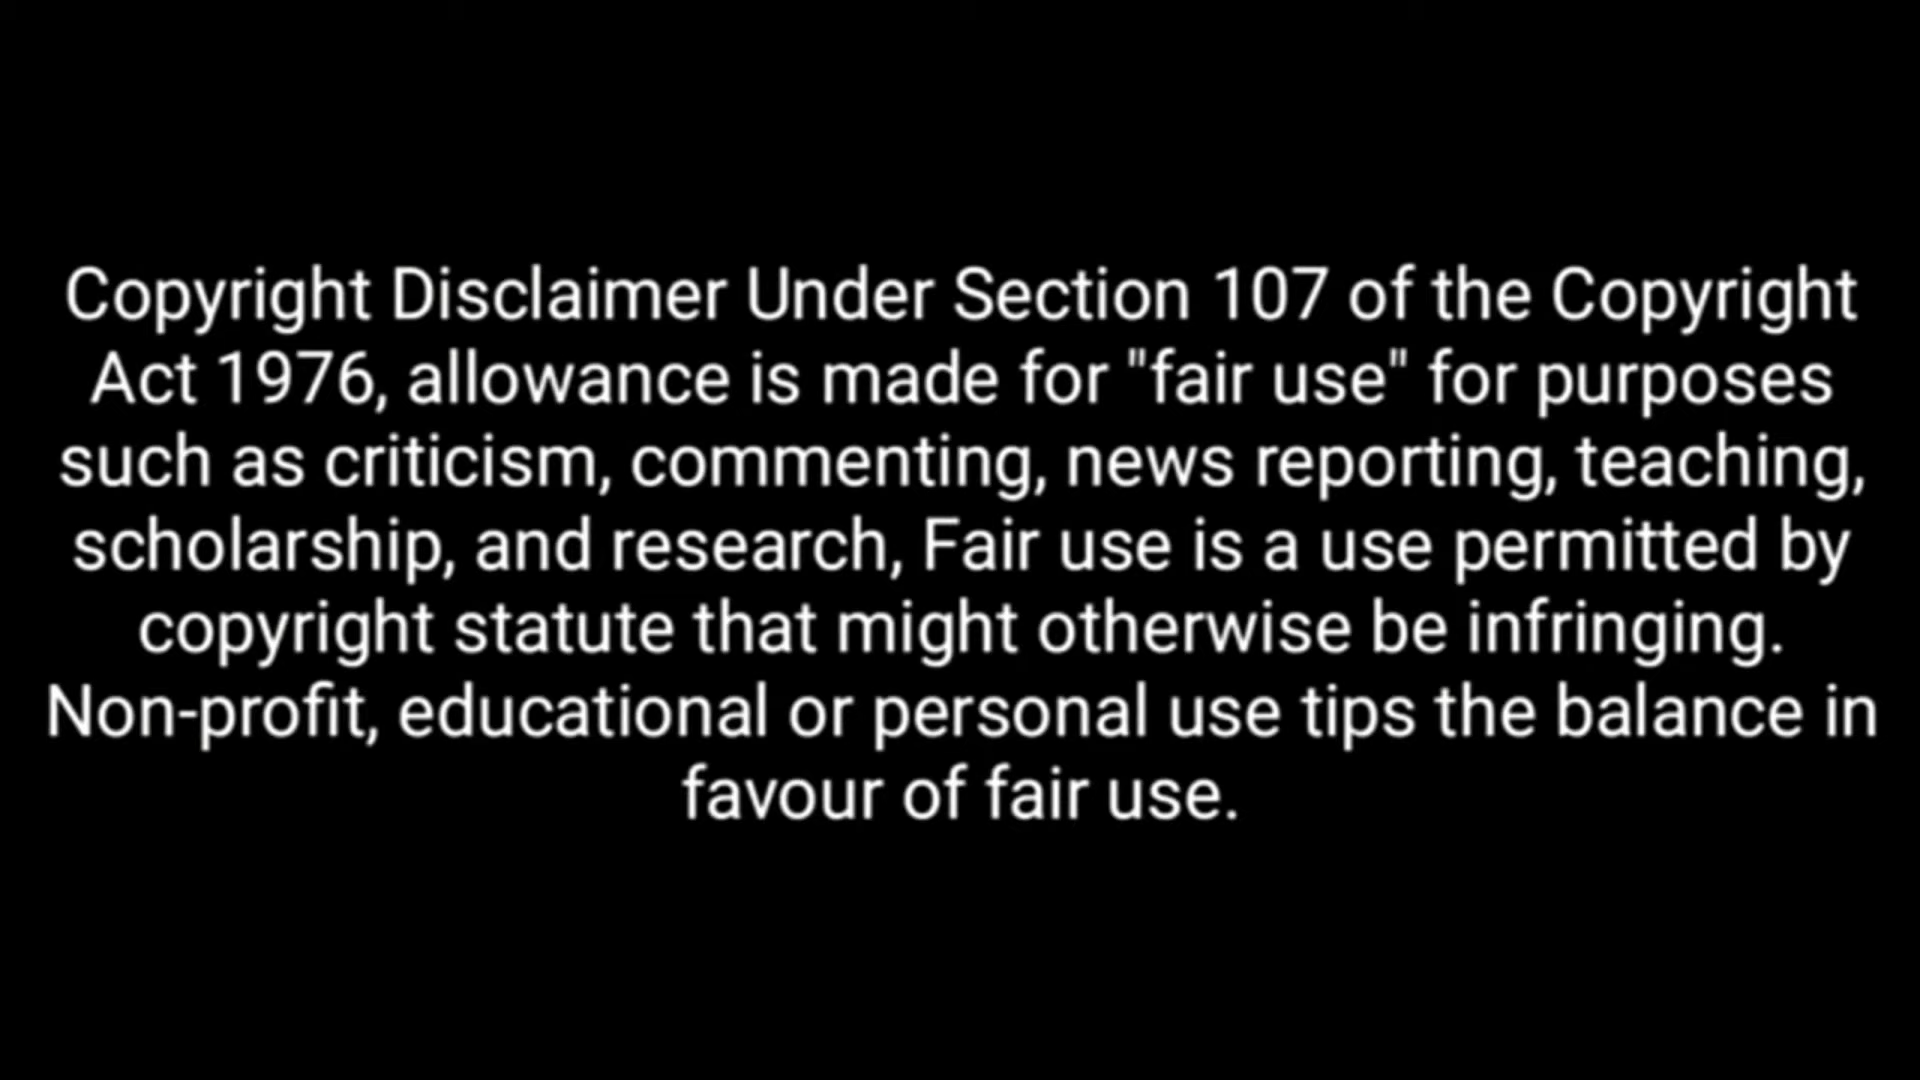 Copyright Disclaimer Under Section 107 of the Copyright
Act 1976, allowance is made for "fair use" for purposes
such as criticism, commenting, news reporting, teaching,
scholarship, and research, Fair use is a use permitted by
copyright statute that might otherwise be infringing.
Non-profit, educational or personal use tips the balance in
favour of fair use.